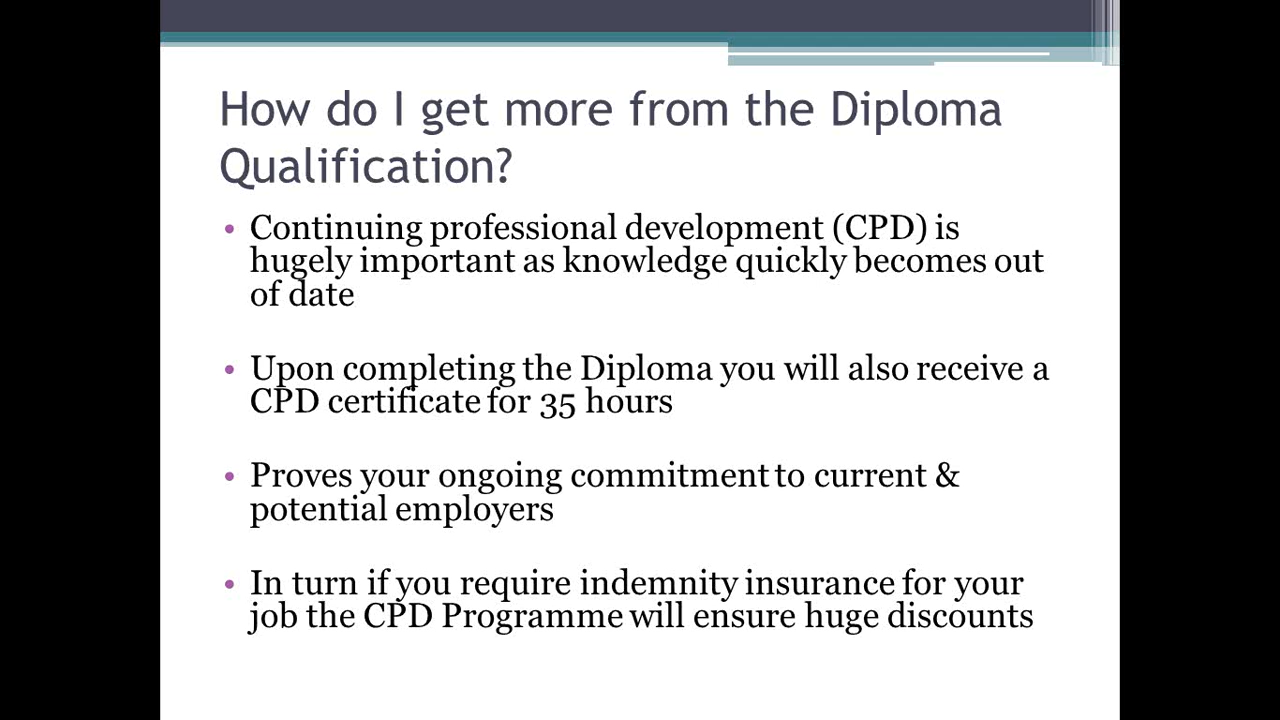 How do I get more from the Diploma
Qualification?
• Continuing professional development (CPD) is
hugely important as knowledge quickly becomes out
of date
• Upon completing the Diploma you will also receive a
CPD certificate for 35 hours
• Proves your ongoing commitment to current &
potential employers
• In turn if you require indemnity insurance for your
job the CPD Programme will ensure huge discounts